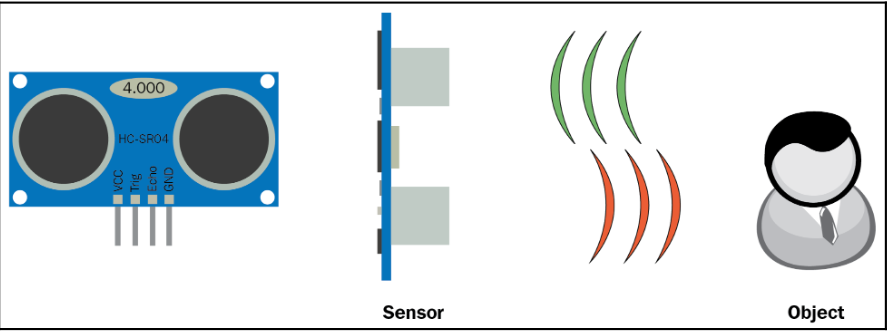 4.000
HC-SR04
VCC
Trig
Echo
GND
Sensor
Object